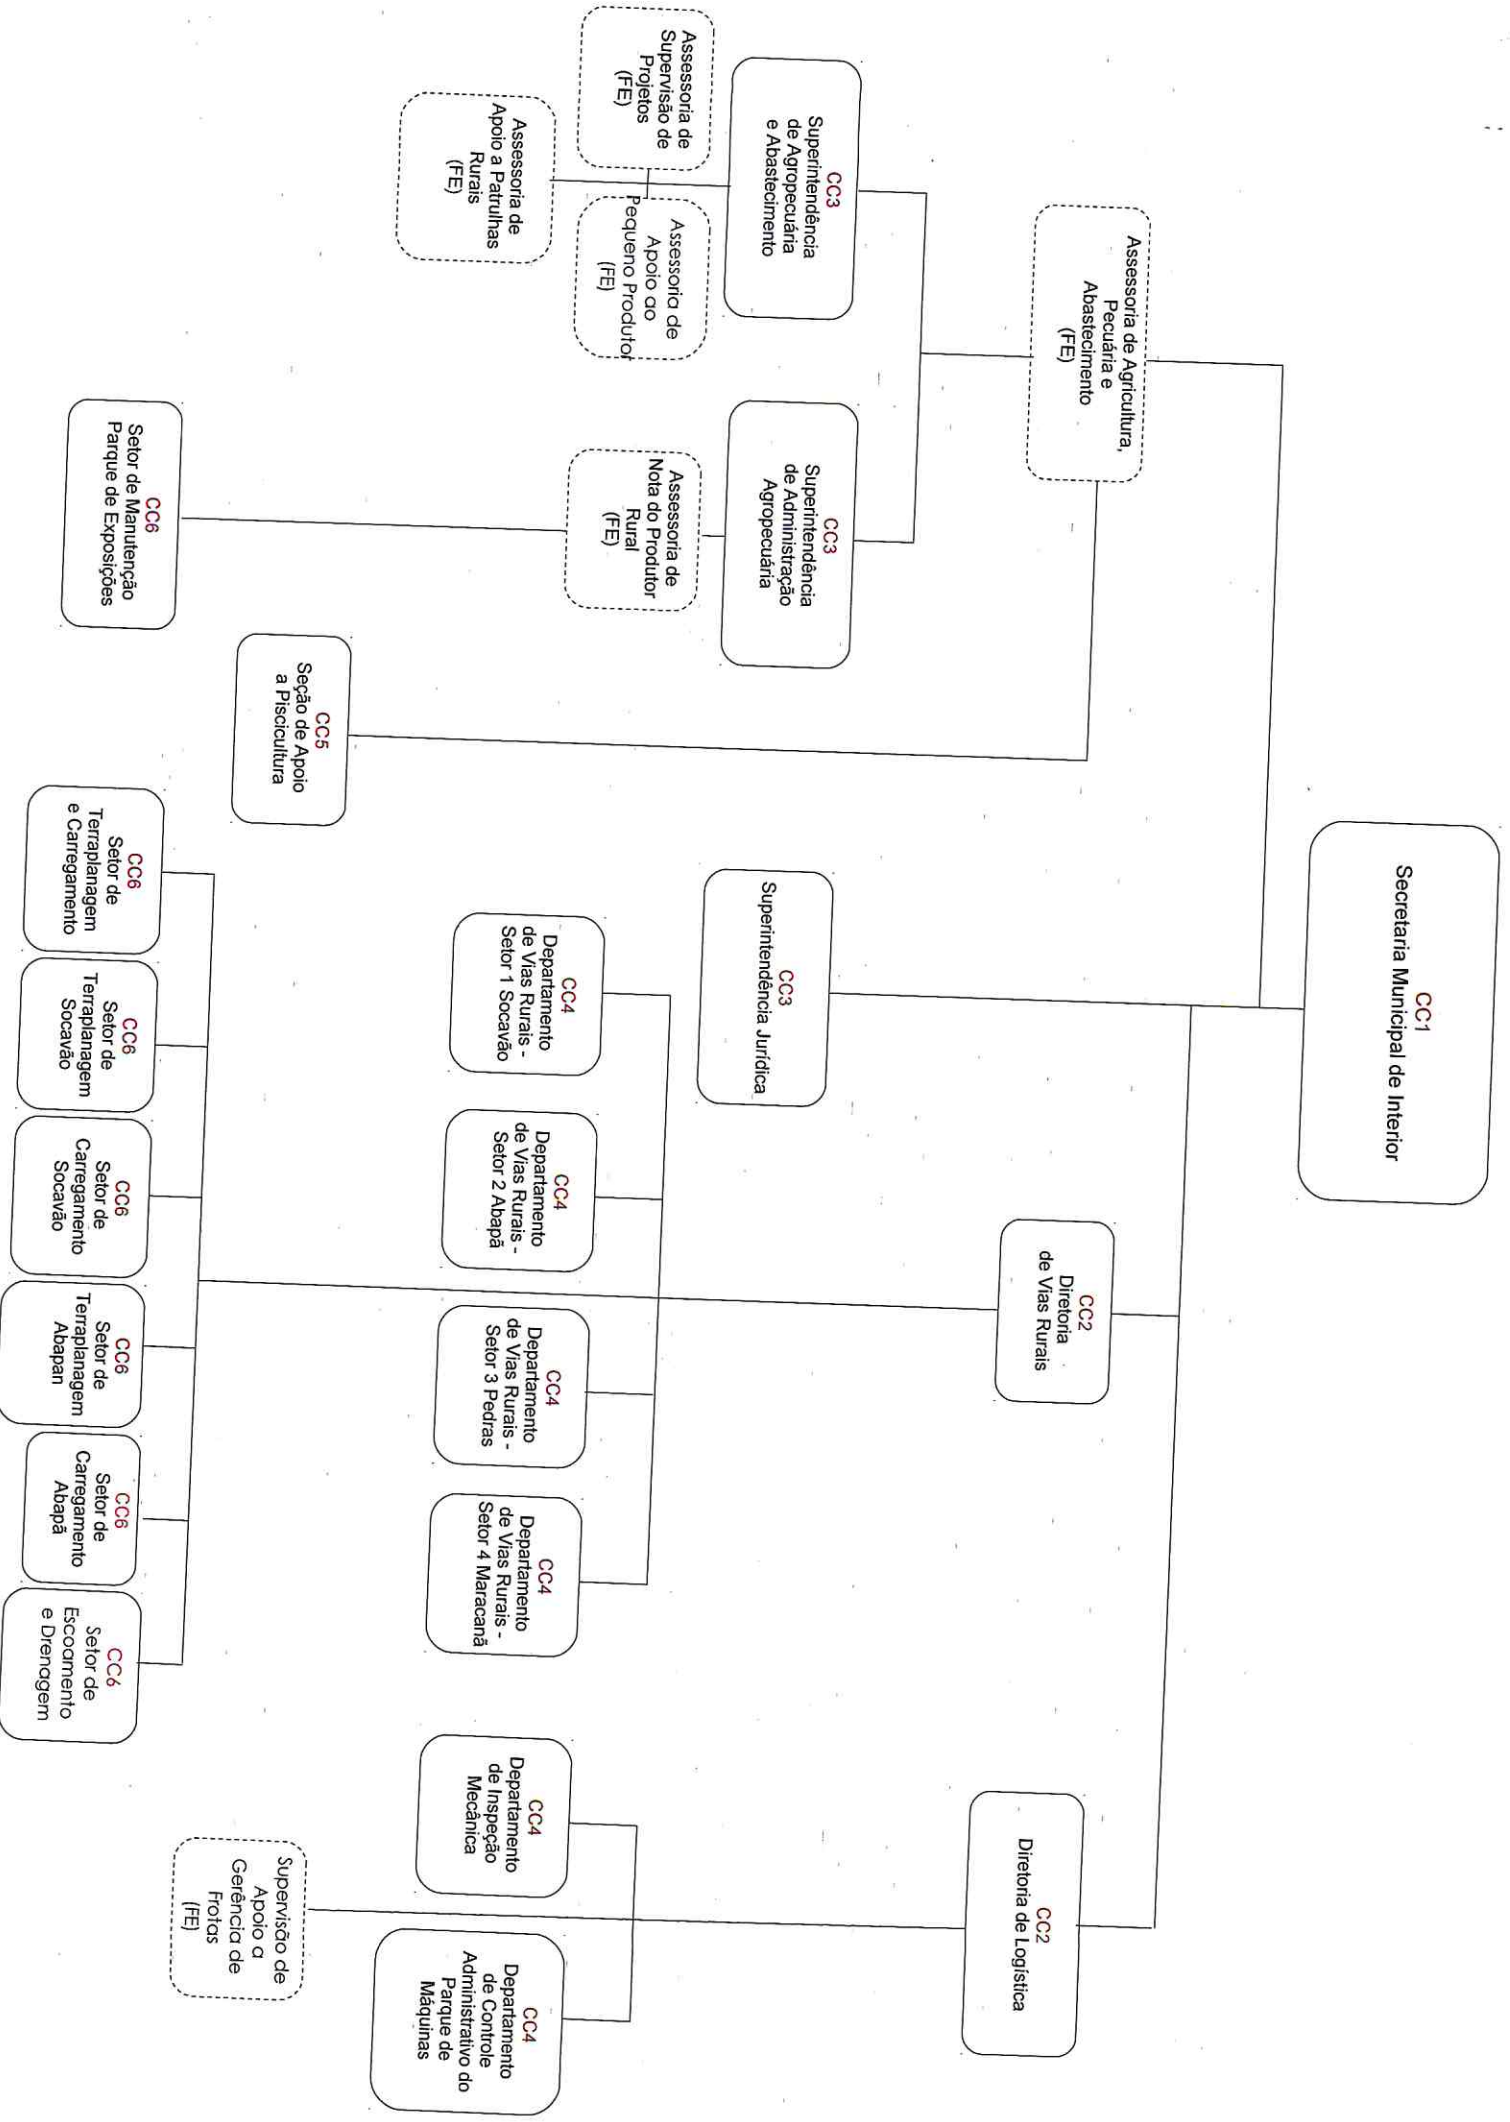 CC1
Secretaria Municipal de Interior
Assessoria de Agricultura,
Pecuária e
Abastecimento
(FE)
CC2
Diretoria
de Vias Rurais
CC2
Diretoria de Logística
CC3
Superintendência
de Agropecuária
e Abastecimento
CC3
Superintendência
de Administração
Agropecuária
CC3
Superintendência Jurídica
Assessoria de
Supervisão de
Projetos
(FE)
Assessoria de
Apoio ao
Pequeno Produtor
(FE)
Assessoria de
Nota do Produtor
Rural
(FE)
Assessoria de
Apoio a Patrulhas
Rurais
(FE)
CC4
Departamento
de Vias Rurais -
Setor 1 Socavão
CC4
Departamento
de Vias Rurais -
Setor 2 Abapã
CC4
Departamento
de Vias Rurais -
Setor 3 Pedras
CC4
Departamento
de Vias Rurais -
Setor 4 Maracanã
CC4
Departamento
de Inspeção
Mecânica
CC4
Departamento
de Controle
Administrativo do
Parque de
Máquinas
CC5
Seção de Apoio
a Piscicultura
Supervisão de
Apoio a
Gerência de
Frotas
(FE)
CC6
Setor de Manutenção
Parque de Exposições
CC6
Setor de
Terraplanagem
e Carregamento
CC6
Setor de
Terraplanagem
Socavão
CC6
Setor de
Carregamento
Socavão
CC6
Setor de
Terraplanagem
Abapan
CC6
Setor de
Carregamento
Abapã
CC6
Setor de
Escoamento
e Drenagem